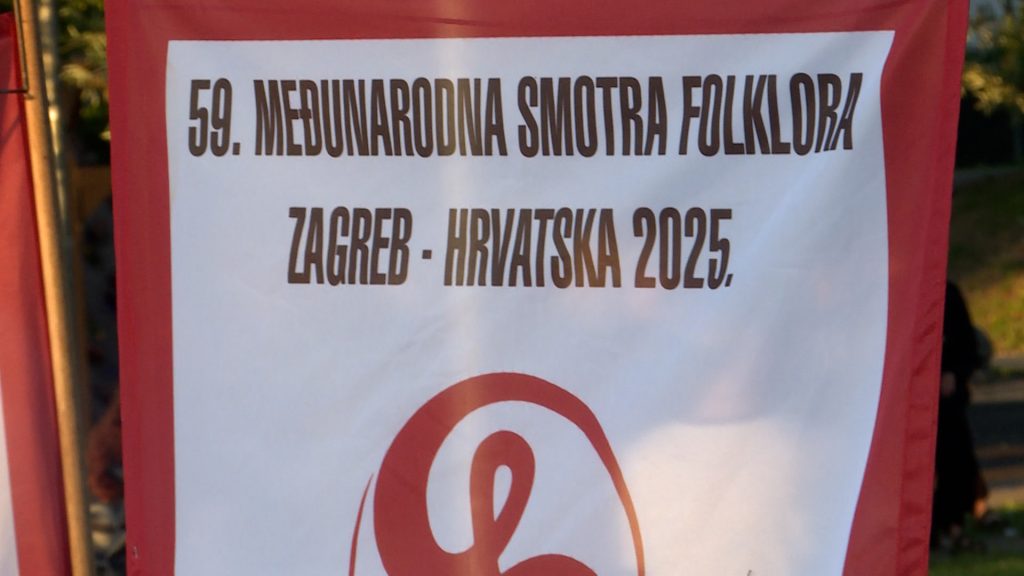 59. MEĐUNARODNA SMOTRA FOLKLORA
ZAGREB - HRVATSKA 2025.